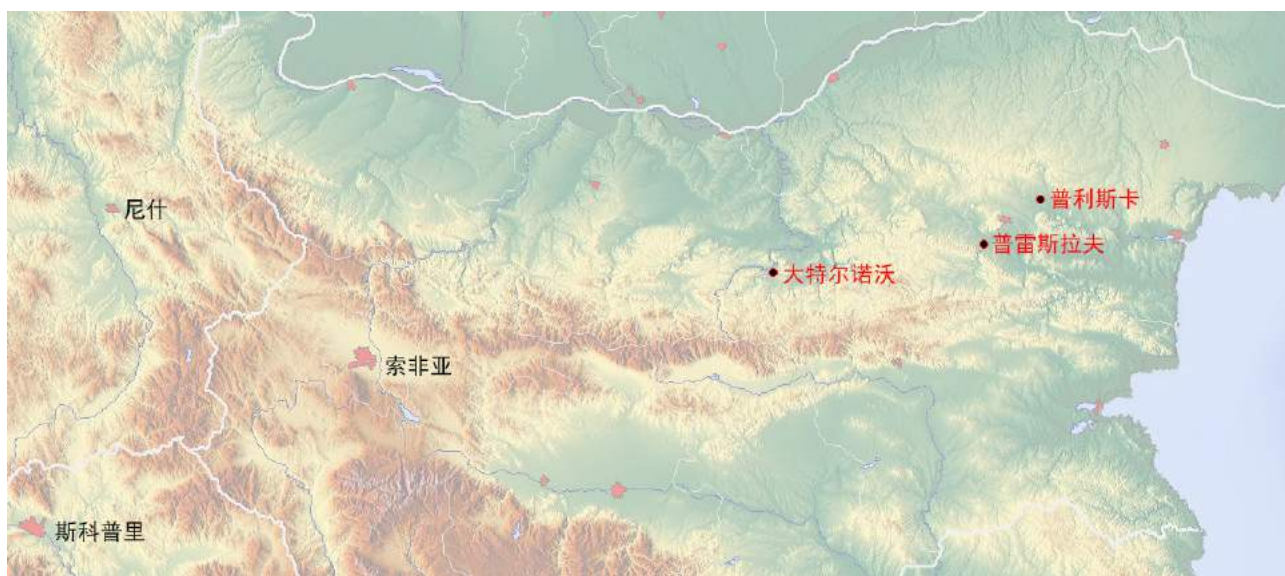 普利斯卡
尼什
普雷斯拉夫
大特尔诺沃
索非亚
斯科普里